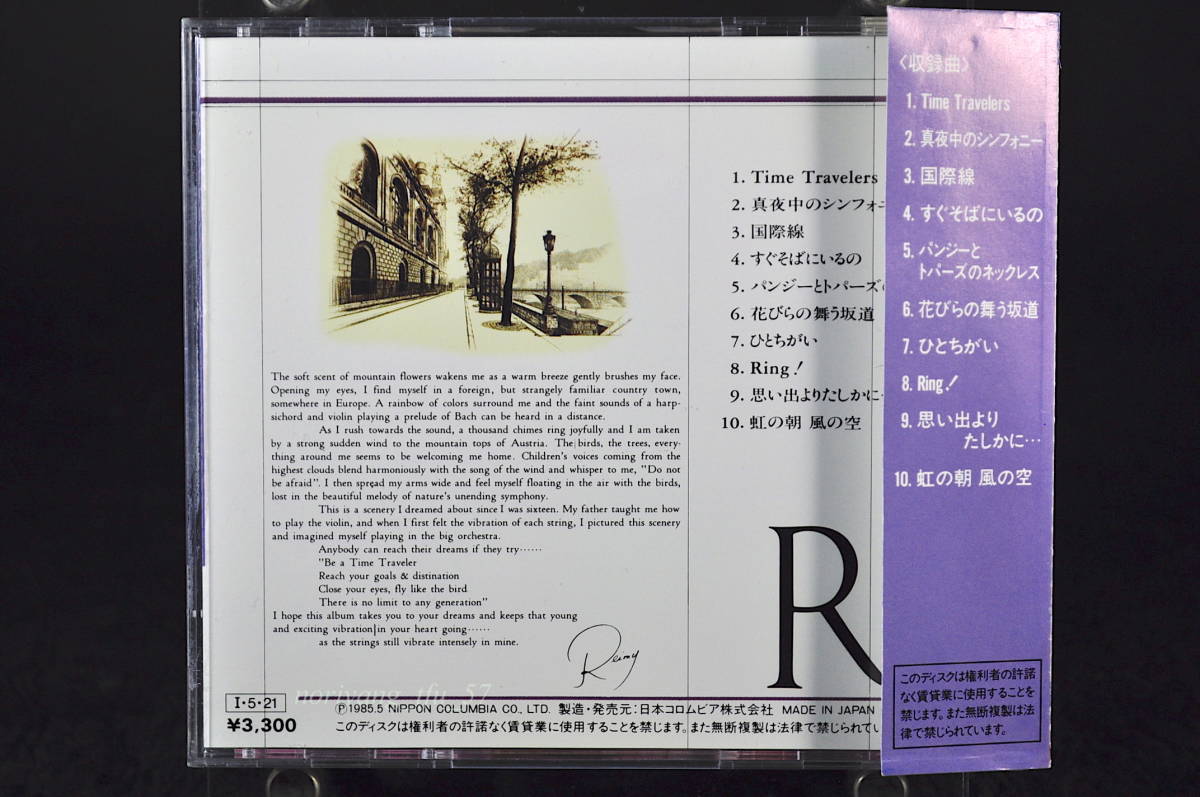 The soft scent of mountain flowers wakens me as a warm breeze gently brushes my face.
Opening my eyes, I find myself in a foreign, but strangely familiar country town,
somewhere in Europe. A rainbow of colors surround me and the faint sounds of a harp-
sichord and violin playing a prelude of Bach can be heard in a distance.
As I rush towards the sound, a thousand chimes ring joyfully and I am taken
by a strong sudden wind to the mountain tops of Austria. The birds, the trees, every-
thing around me seems to be welcoming me home. Children's voices coming from the
highest clouds blend harmoniously with the song of the wind and whisper to me, "Do not
be afraid". I then spread my arms wide and feel myself floating in the air with the birds,
lost in the beautiful melody of nature's unending symphony.
This is a scenery I dreamed about since I was sixteen. My father taught me how
to play the violin, and when I first felt the vibration of each string, I pictured this scenery
and imagined myself playing in the big orchestra.
Anybody can reach their dreams if they try……
"Be a Time Traveler
Reach your goals & distination
Close your eyes, fly like the bird
There is no limit to any generation"
I hope this album takes you to your dreams and keeps that young
and exciting vibration in your heart going……
as the strings still vibrate intensely in mine.
Reimy
1. Time Travelers
2. 真夜中のシンフォニ
3. 国際線
4. すぐそばにいるの
5. パンジーとトパーズ
6. 花びらの舞う坂道
7. ひとちがい
8. Ring!
9. 思い出よりたしかに…
10. 虹の朝 風の空
R
I・5・21
¥3,300
noriyang_tfu_57
Ⓟ1985.5 NIPPON COLUMBIA CO., LTD. 製造・発売元:日本コロムビア株式会社 MADE IN JAPAN
このディスクは権利者の許諾なく賃貸業に使用することを禁じます。また無断複製は法律で禁じられてい
〈収録曲〉
1. Time Travelers
2. 真夜中のシンフォニー
3. 国際線
4. すぐそばにいるの
5. パンジーと
トパーズのネックレス
6. 花びらの舞う坂道
7. ひとちがい
8. Ring!
9. 思い出より
たしかに…
10. 虹の朝 風の空
このディスクは権利者の許諾
なく賃貸業に使用することを
禁じます。また無断複製は法
律で禁じられています。